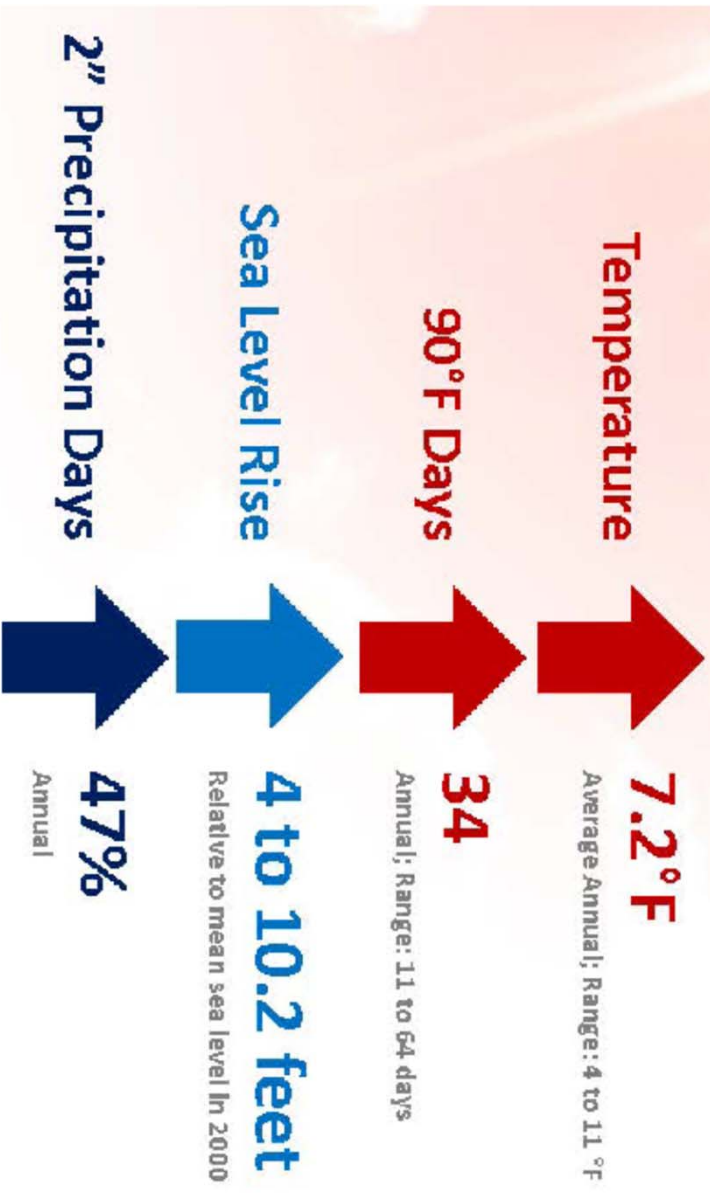 Temperature
7.2°F
Average Annual; Range: 4 to 11 °F
90°F Days
34
Annual; Range: 11 to 64 days
Sea Level Rise
4 to 10.2 feet
Relative to mean sea level in 2000
2" Precipitation Days
47%
Annual